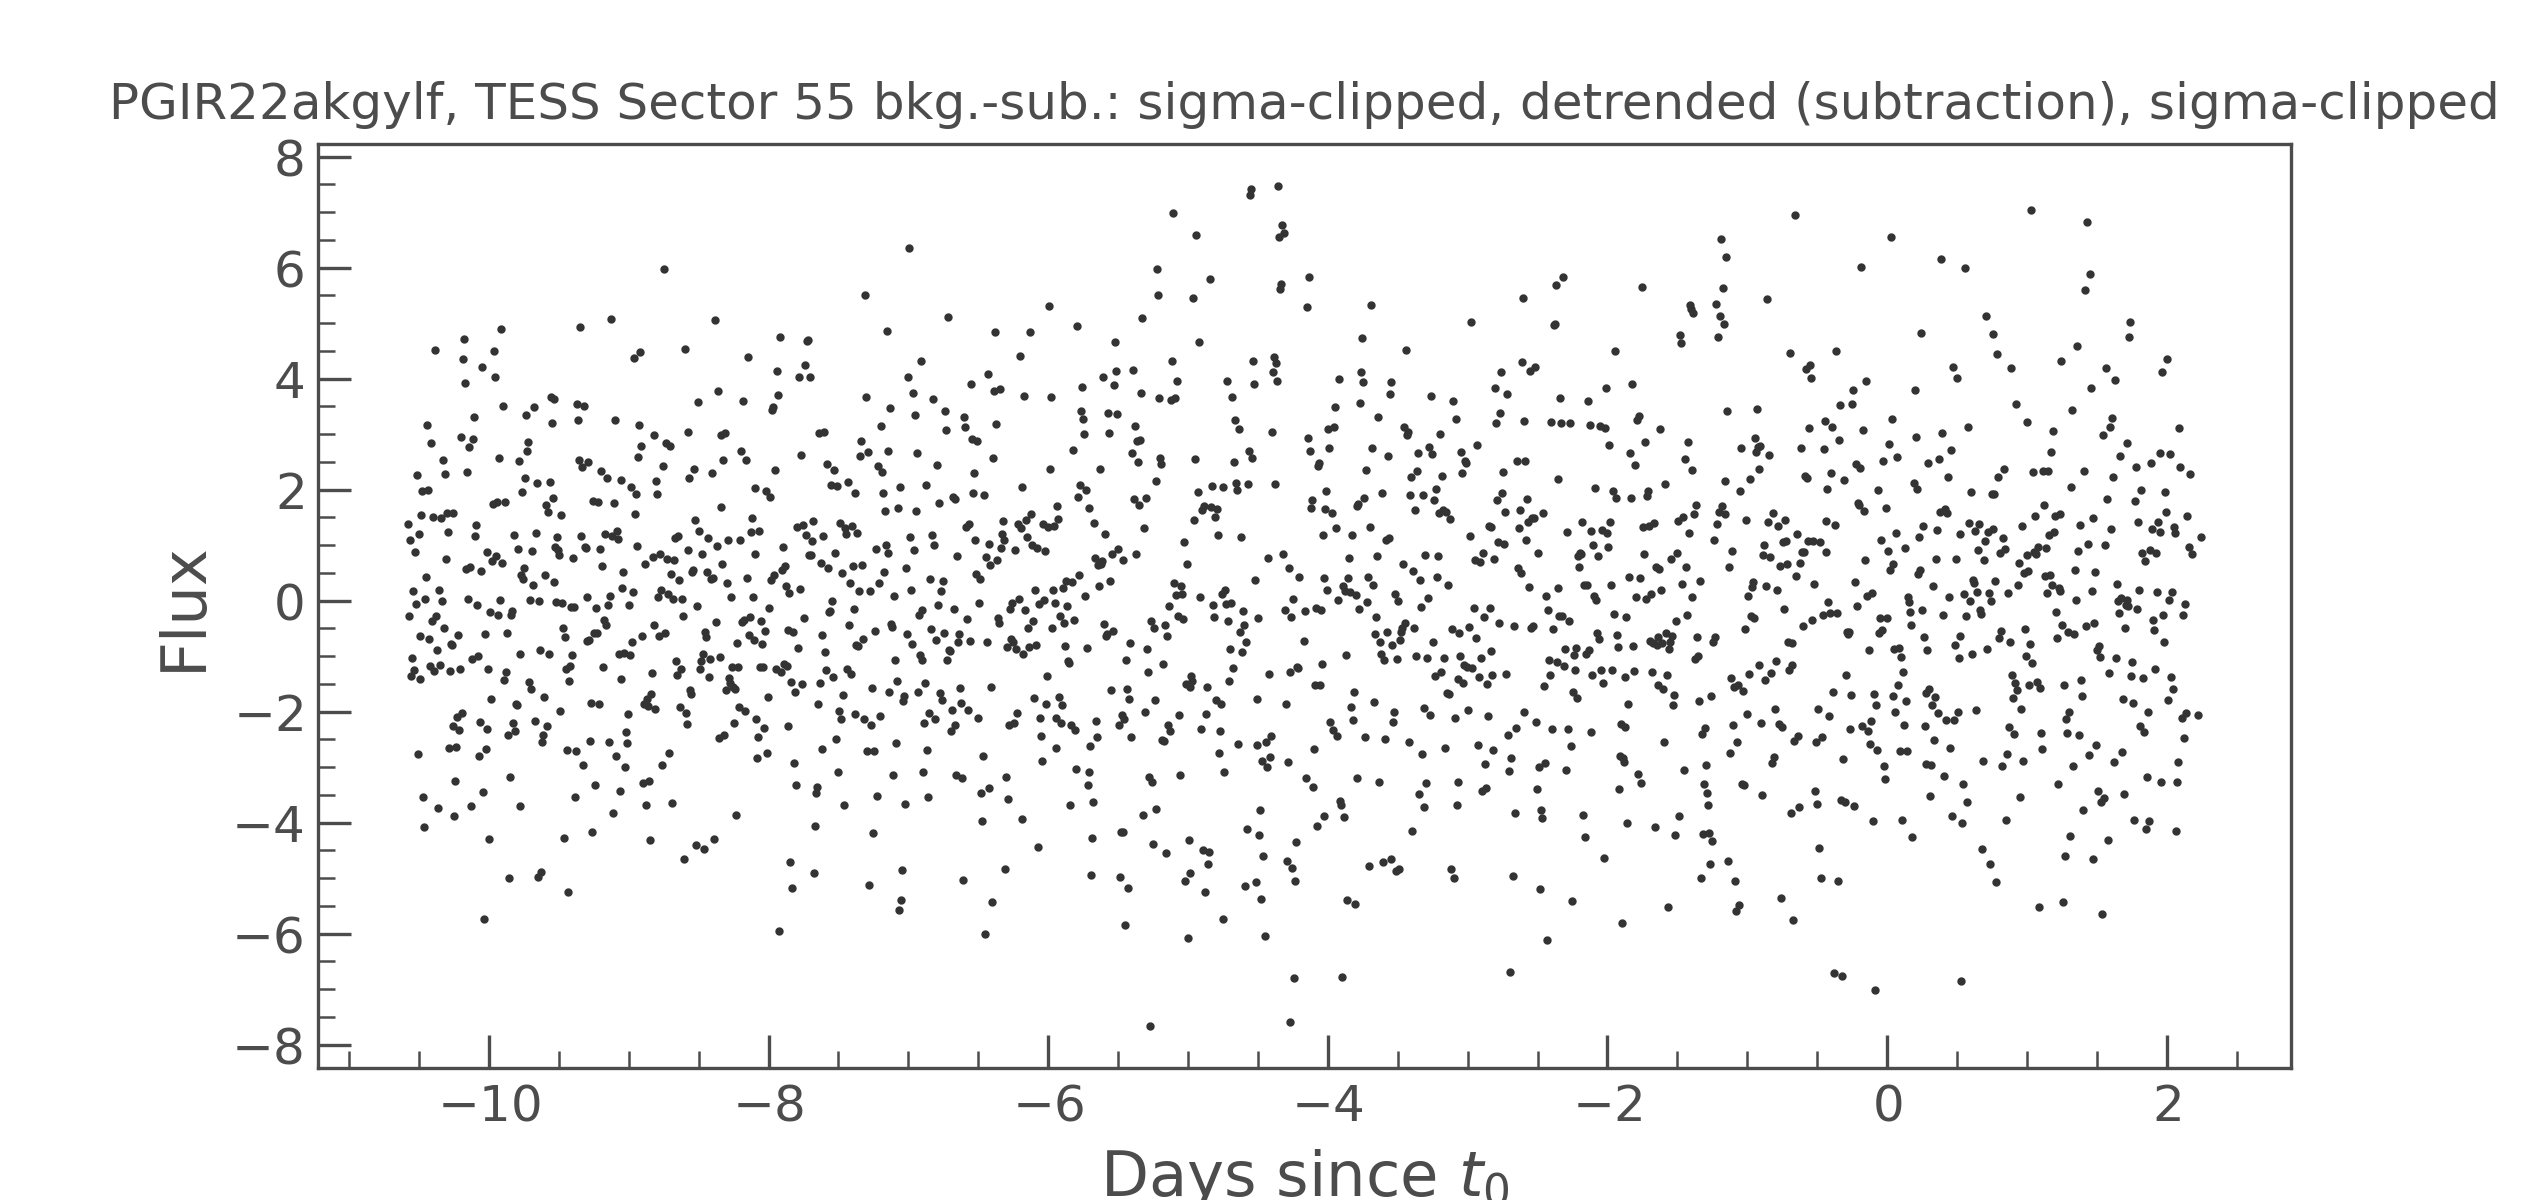 PGIR22akgylf, TESS Sector 55 bkg.-sub.: sigma-clipped, detrended (subtraction), sigma-clipped
8
6
4
2
0
−2
−4
−6
−8
Flux
−10 −8 −6 −4 −2 0 2
Days since t₀